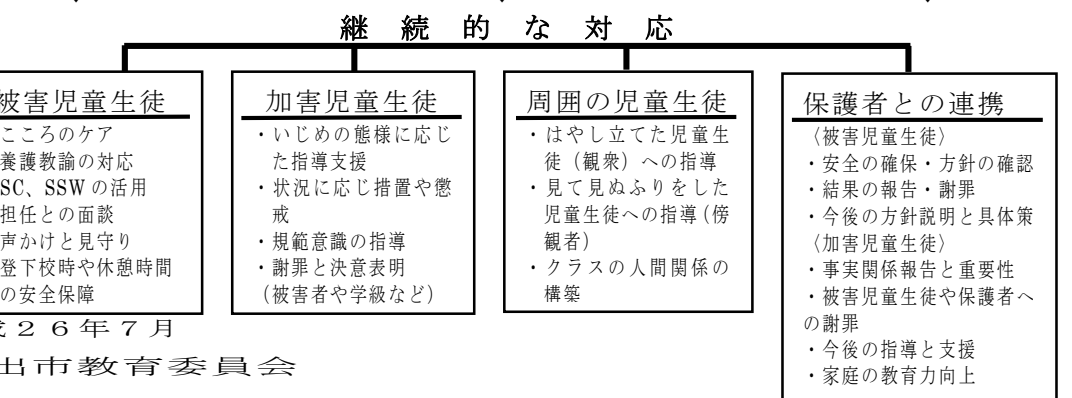 継続的な対応
被害児童生徒
こころのケア
養護教諭の対応
SC、SSWの活用
担任との面談
声かけと見守り
登下校時や休憩時間
の安全保障
加害児童生徒
・いじめの態様に応じ
た指導支援
・状況に応じ措置や懲
戒
・規範意識の指導
・謝罪と決意表明
(被害者や学級など)
周囲の児童生徒
・はやし立てた児童生
徒（観衆）への指導
・見て見ぬふりをした
児童生徒への指導(傍
観者)
・クラスの人間関係の
構築
保護者との連携
〈被害児童生徒〉
・安全の確保・方針の確認
・結果の報告・謝罪
・今後の方針説明と具体策
〈加害児童生徒〉
・事実関係報告と重要性
・被害児童生徒や保護者へ
の謝罪
・今後の指導と支援
・家庭の教育力向上
２６年７月
出市教育委員会